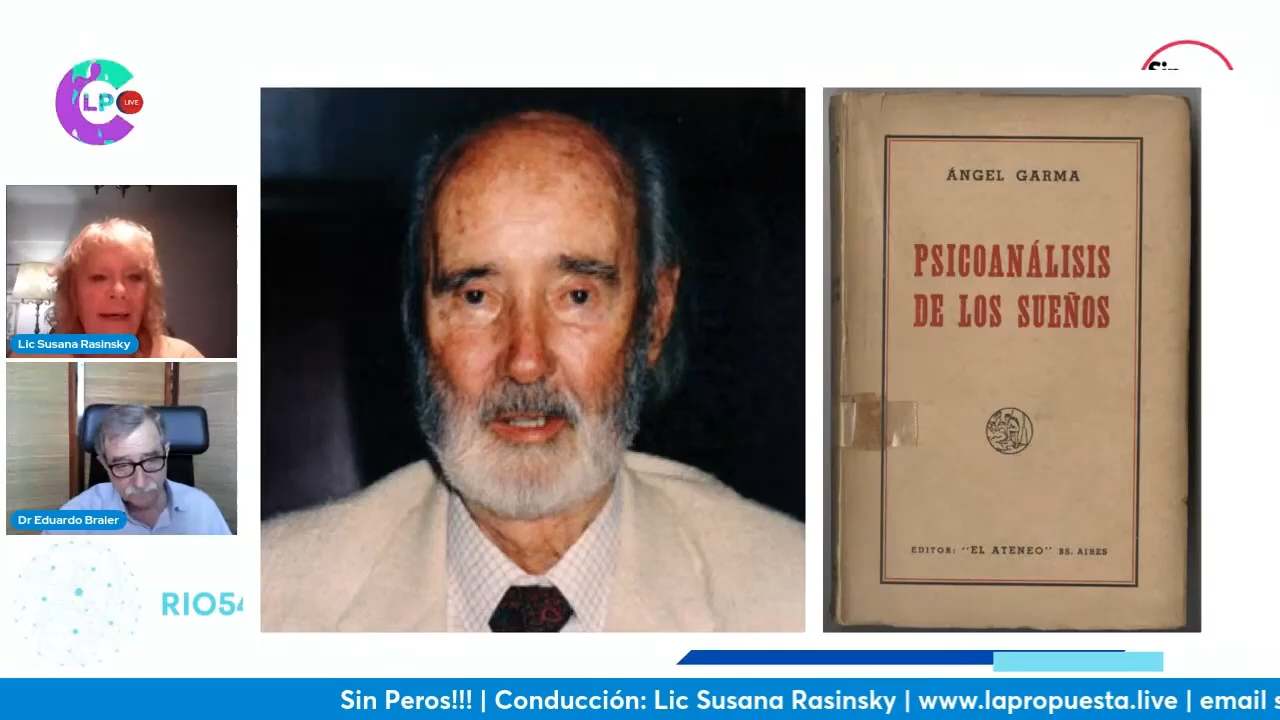 LP
LIVE
Lic Susana Rasinsky
Dr Eduardo Braier
RIO54
ÁNGEL GARMA
PSICOANÁLISIS
DE LOS SUEÑOS
EDITOR: "EL ATENEO" BS. AIRES
Sin Peros!!! | Conducción: Lic Susana Rasinsky | www.lapropuesta.live | email s